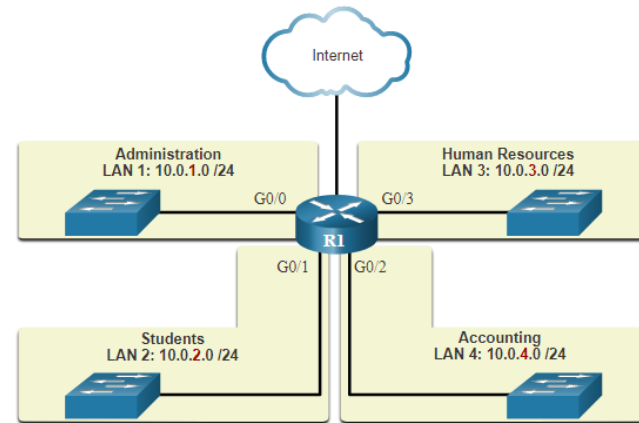 Internet
Administration
LAN 1: 10.0.1.0 /24
Human Resources
LAN 3: 10.0.3.0 /24
G0/0
G0/3
R1
G0/1
G0/2
Students
LAN 2: 10.0.2.0 /24
Accounting
LAN 4: 10.0.4.0 /24